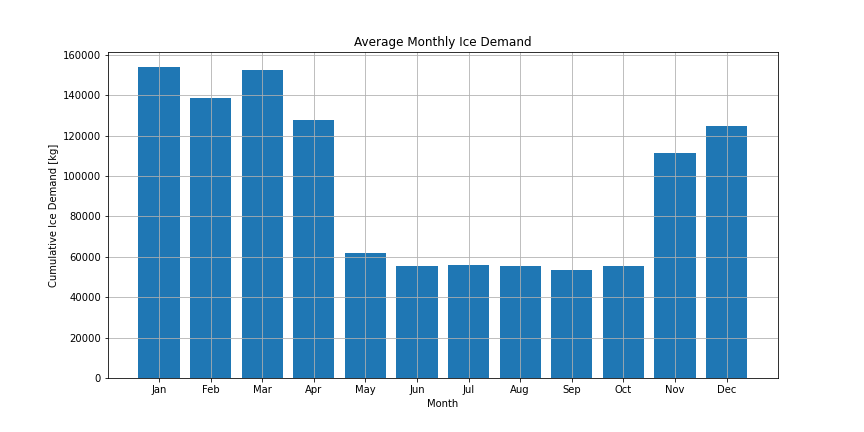 Average Monthly Ice Demand
Cumulative Ice Demand [kg]
160000
140000
120000
100000
80000
60000
40000
20000
0
Jan Feb Mar Apr May Jun Jul Aug Sep Oct Nov Dec
Month